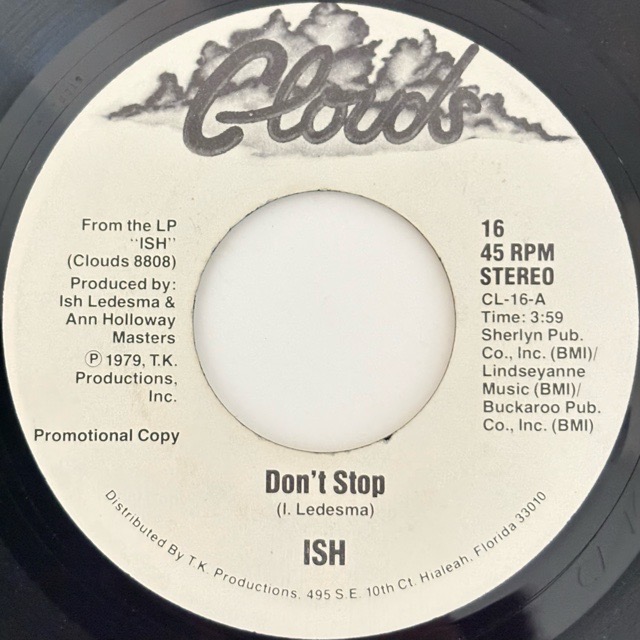 Clouds
From the LP
"ISH"
(Clouds 8808)
Produced by:
Ish Ledesma &
Ann Holloway
Masters
Ⓟ 1979, T.K.
Productions,
Inc.
Promotional Copy
16
45 RPM
STEREO
CL-16-A
Time: 3:59
Sherlyn Pub.
Co., Inc. (BMI)/
Lindseyanne
Music (BMI)/
Buckaroo Pub.
Co., Inc. (BMI)
Don't Stop
(I. Ledesma)
ISH
Distributed By T.K. Productions, 495 S.E. 10th Ct. Hialeah, Florida 33010